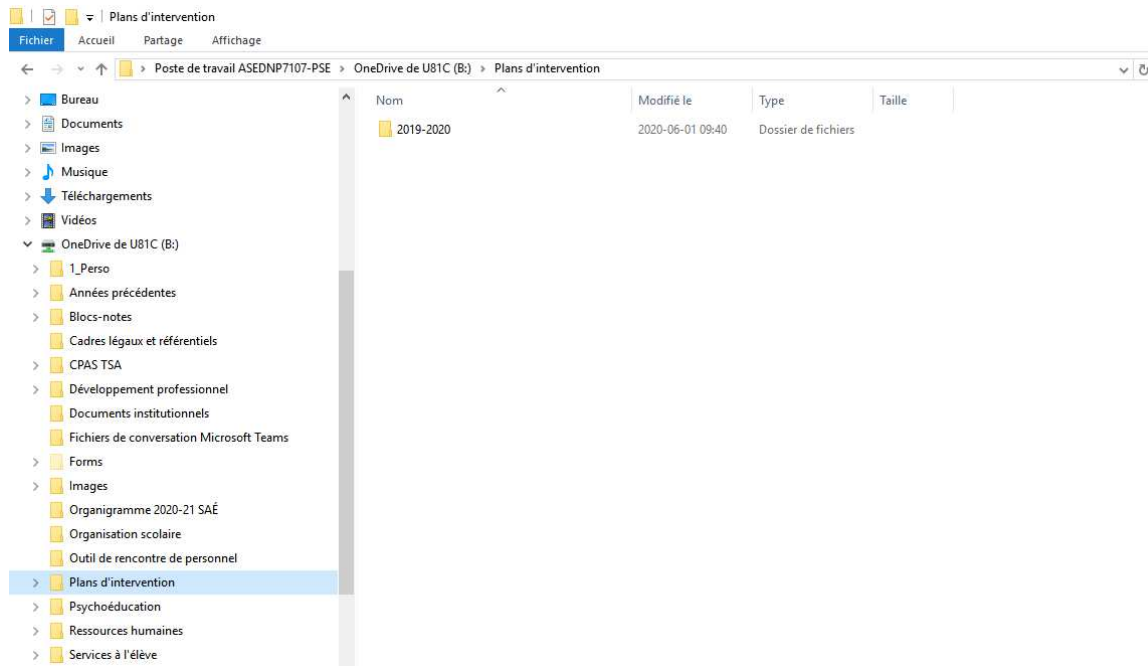 Plans d'intervention
Fichier Accueil Partage Affichage
Poste de travail ASEDNP7107-PSE > OneDrive de U81C (B:) > Plans d'intervention
Nom Modifié le Type Taille
2019-2020 2020-06-01 09:40 Dossier de fichiers
Bureau
Documents
Images
Musique
Téléchargements
Vidéos
OneDrive de U81C (B:)
1_Perso
Années précédentes
Blocs-notes
Cadres légaux et référentiels
CPAS TSA
Développement professionnel
Documents institutionnels
Fichiers de conversation Microsoft Teams
Forms
Images
Organigramme 2020-21 SAÉ
Organisation scolaire
Outil de rencontre de personnel
Plans d'intervention
Psychoéducation
Ressources humaines
Services à l'élève